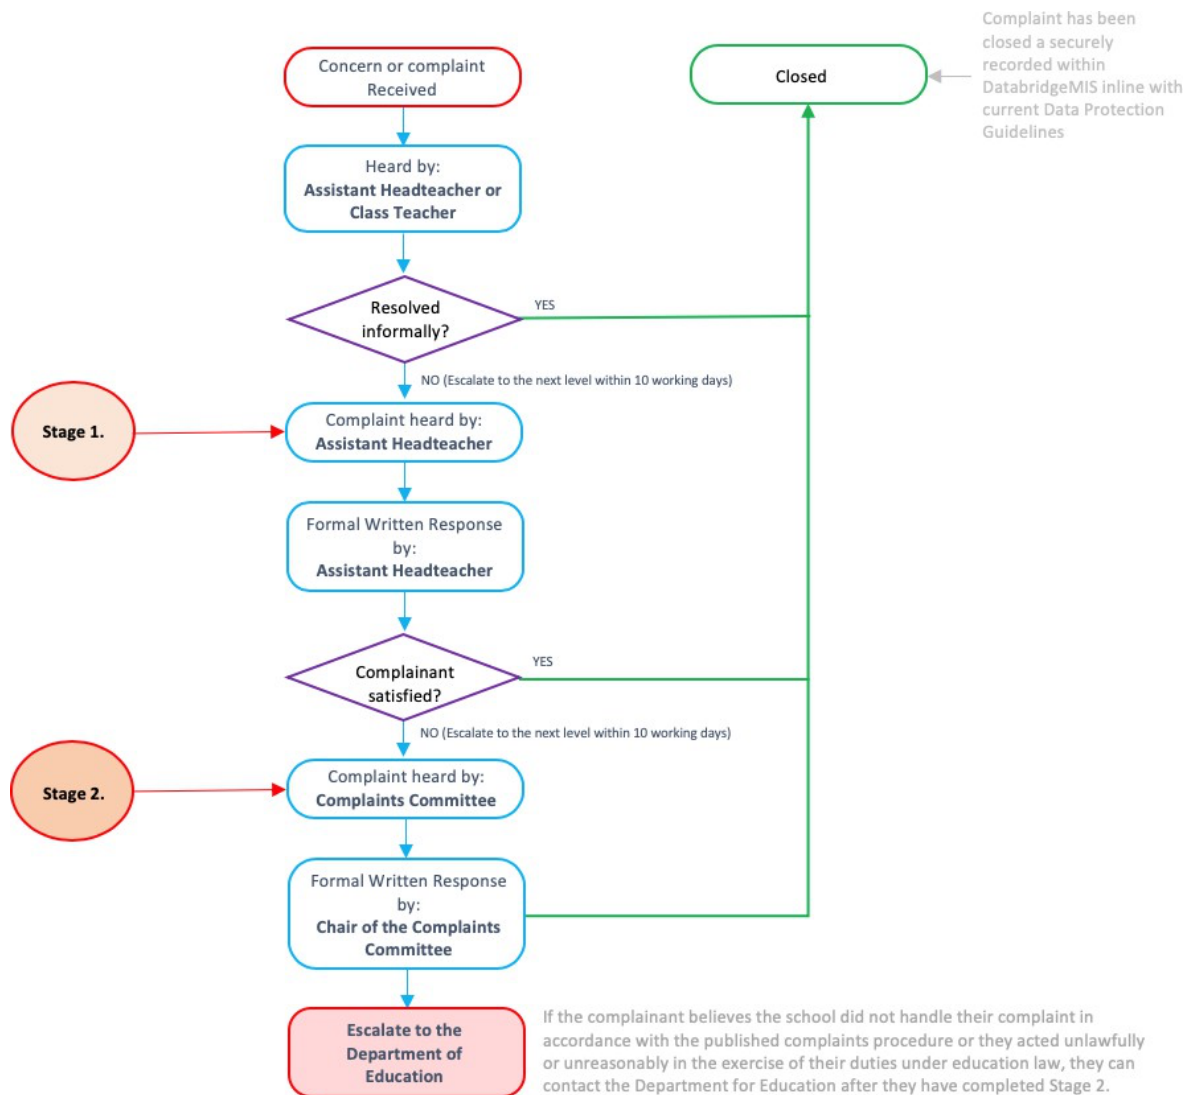 Concern or complaint
Received
Complaint has been
closed a securely
recorded within
DatabridgeMIS inline with
current Data Protection
Guidelines
Closed
Heard by:
Assistant Headteacher or
Class Teacher
Resolved
informally?
YES
NO (Escalate to the next level within 10 working days)
Stage 1.
Complaint heard by:
Assistant Headteacher
Formal Written Response
by:
Assistant Headteacher
Complainant
satisfied?
YES
NO (Escalate to the next level within 10 working days)
Stage 2.
Complaint heard by:
Complaints Committee
Formal Written Response
by:
Chair of the Complaints
Committee
Escalate to the
Department of
Education
If the complainant believes the school did not handle their complaint in
accordance with the published complaints procedure or they acted unlawfully
or unreasonably in the exercise of their duties under education law, they can
contact the Department for Education after they have completed Stage 2.